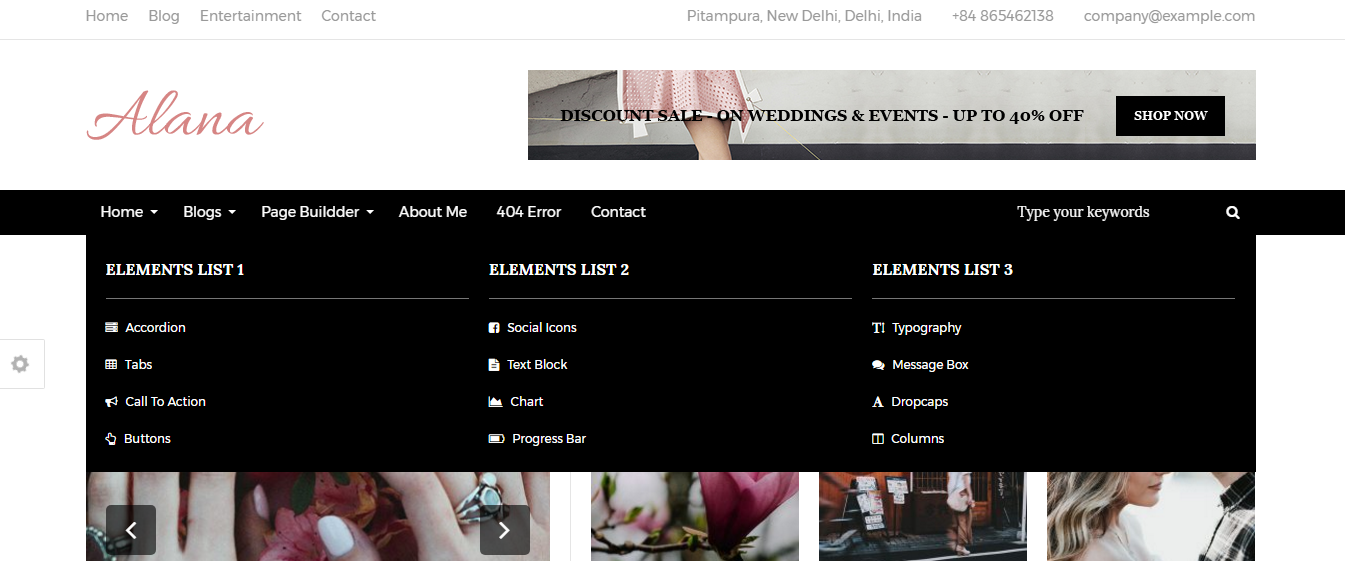 Home Blog Entertainment Contact Pitampura, New Delhi, Delhi, India +84 865462138 company@example.com
Alana
DISCOUNT SALE - ON WEDDINGS & EVENTS - UP TO 40% OFF SHOP NOW
Home Blogs Page Buildder About Me 404 Error Contact Type your keywords
ELEMENTS LIST 1 ELEMENTS LIST 2 ELEMENTS LIST 3
Accordion Social Icons Typography
Tabs Text Block Message Box
Call To Action Chart Dropcaps
Buttons Progress Bar Columns